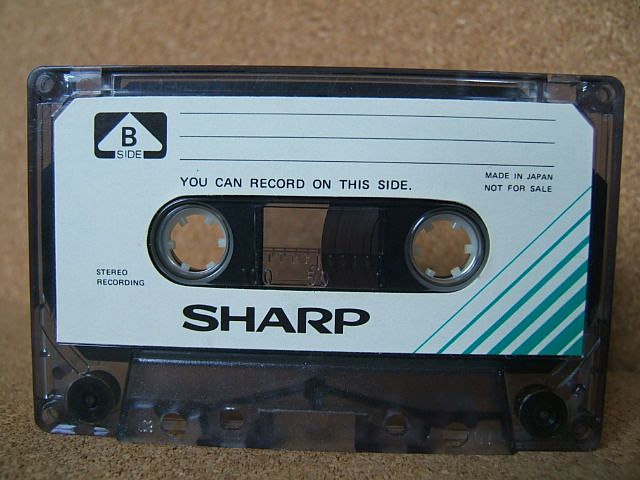 B
SIDE
YOU CAN RECORD ON THIS SIDE.
MADE IN JAPAN
NOT FOR SALE
STEREO
RECORDING
SHARP